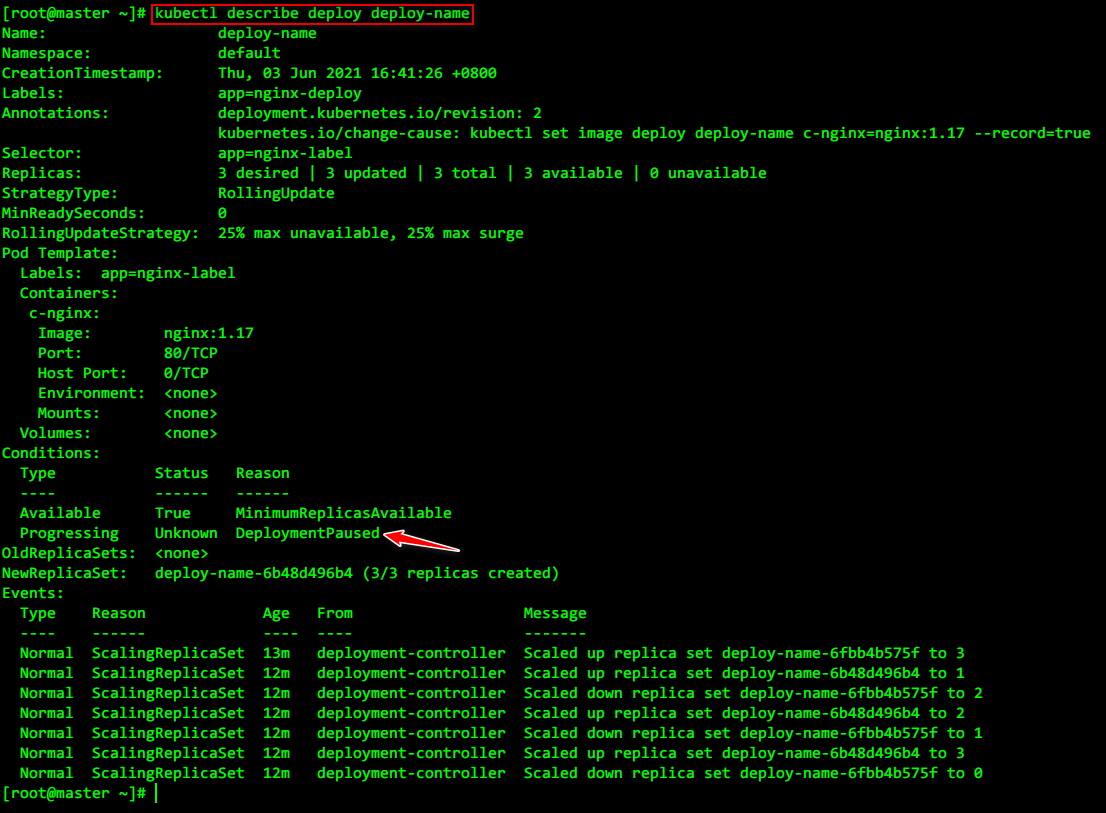 [root@master ~]# kubectl describe deploy deploy-name
Name:                   deploy-name
Namespace:              default
CreationTimestamp:      Thu, 03 Jun 2021 16:41:26 +0800
Labels:                 app=nginx-deploy
Annotations:            deployment.kubernetes.io/revision: 2
                        kubernetes.io/change-cause: kubectl set image deploy deploy-name c-nginx=nginx:1.17 --record=true
Selector:               app=nginx-label
Replicas:               3 desired | 3 updated | 3 total | 3 available | 0 unavailable
StrategyType:           RollingUpdate
MinReadySeconds:        0
RollingUpdateStrategy:  25% max unavailable, 25% max surge
Pod Template:
  Labels:  app=nginx-label
  Containers:
   c-nginx:
    Image:        nginx:1.17
    Port:         80/TCP
    Host Port:    0/TCP
    Environment:  <none>
    Mounts:       <none>
  Volumes:        <none>
Conditions:
  Type           Status   Reason
  ----           ------   ------
  Available      True     MinimumReplicasAvailable
  Progressing    Unknown  DeploymentPaused
OldReplicaSets:  <none>
NewReplicaSet:   deploy-name-6b48d496b4 (3/3 replicas created)
Events:
  Type    Reason             Age   From                   Message
  ----    ------             ----  ----                   -------
  Normal  ScalingReplicaSet  13m   deployment-controller  Scaled up replica set deploy-name-6fbb4b575f to 3
  Normal  ScalingReplicaSet  12m   deployment-controller  Scaled up replica set deploy-name-6b48d496b4 to 1
  Normal  ScalingReplicaSet  12m   deployment-controller  Scaled down replica set deploy-name-6fbb4b575f to 2
  Normal  ScalingReplicaSet  12m   deployment-controller  Scaled up replica set deploy-name-6b48d496b4 to 2
  Normal  ScalingReplicaSet  12m   deployment-controller  Scaled down replica set deploy-name-6fbb4b575f to 1
  Normal  ScalingReplicaSet  12m   deployment-controller  Scaled up replica set deploy-name-6b48d496b4 to 3
  Normal  ScalingReplicaSet  12m   deployment-controller  Scaled down replica set deploy-name-6fbb4b575f to 0
[root@master ~]#